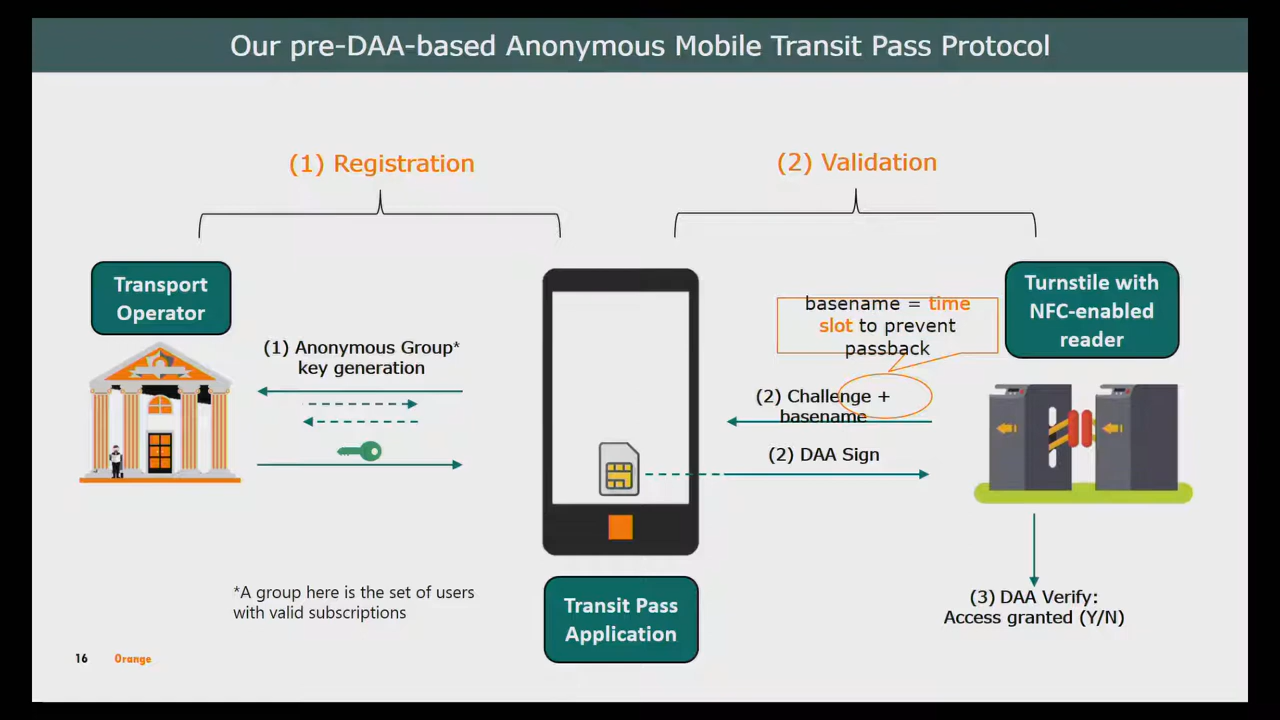 Our pre-DAA-based Anonymous Mobile Transit Pass Protocol
(1) Registration
(2) Validation
Transport
Operator
(1) Anonymous Group*
key generation
basename = time
slot to prevent
passback
Turnstile with
NFC-enabled
reader
(2) Challenge +
basename
(2) DAA Sign
*A group here is the set of users
with valid subscriptions
Transit Pass
Application
(3) DAA Verify:
Access granted (Y/N)
16 Orange